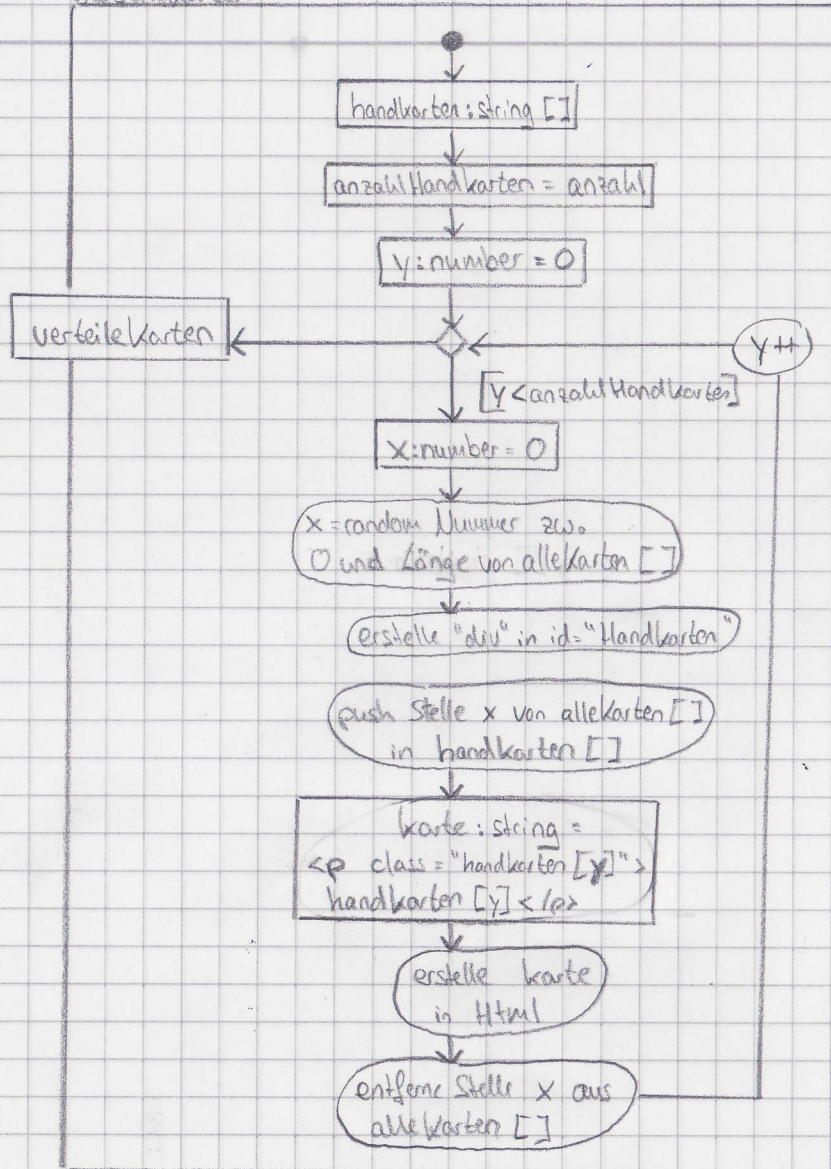 handkarten : string []
anzahlHandkarten = anzahl
y : number = 0
verteileKarten
y++
[y < anzahlHandkarten]
x : number = 0
x = random Nummer zw.
0 und Länge von alleKarten []
erstelle "div" in id="Handkarten"
push Stelle x von alleKarten []
in handkarten []
karte : string =
<p class="handkarten[y]">
handkarten [y] </p>
erstelle karte
in Html
entferne Stelle x aus
alleKarten []